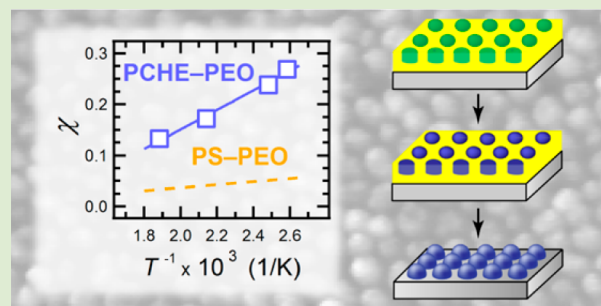 0.3
0.2
0.1
0.0
χ
PCHE–PEO
PS–PEO
1.8 2.0 2.2 2.4 2.6
T⁻¹ x 10³ (1/K)